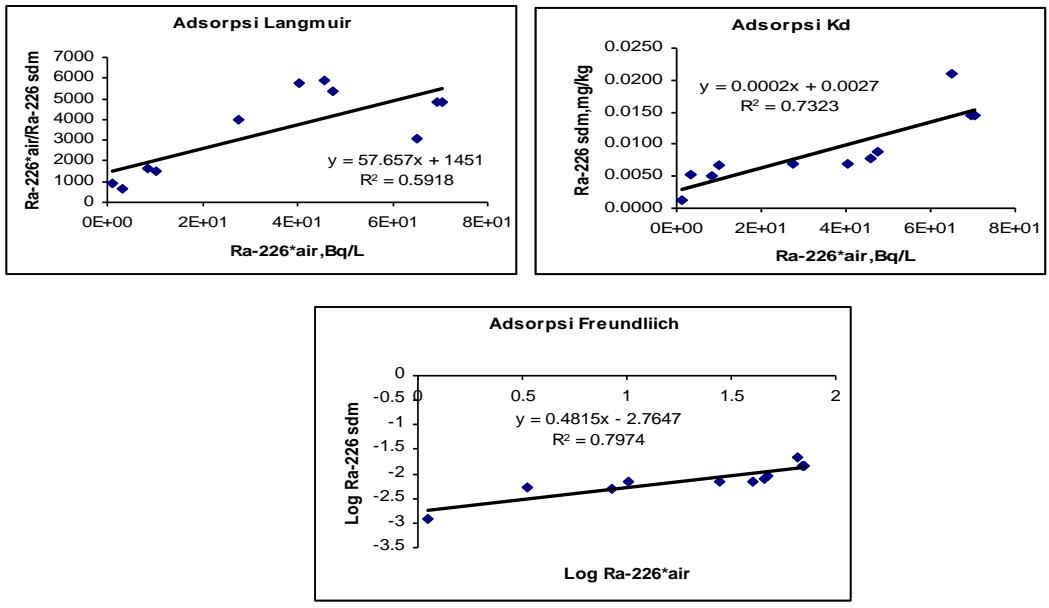 Adsorpsi Langmuir
Ra-226*air/Ra-226 sdm
7000
6000
5000
4000
3000
2000
1000
0
y = 57.657x + 1451
R² = 0.5918
0E+00 2E+01 4E+01 6E+01 8E+01
Ra-226*air,Bq/L
Adsorpsi Kd
Ra-226 sdm,mg/kg
0.0250
0.0200
0.0150
0.0100
0.0050
0.0000
y = 0.0002x + 0.0027
R² = 0.7323
0E+00 2E+01 4E+01 6E+01 8E+01
Ra-226*air,Bq/L
Adsorpsi Freundliich
Log Ra-226 sdm
0
-0.5
-1
-1.5
-2
-2.5
-3
-3.5
0 0.5 1 1.5 2
y = 0.4815x - 2.7647
R² = 0.7974
Log Ra-226*air